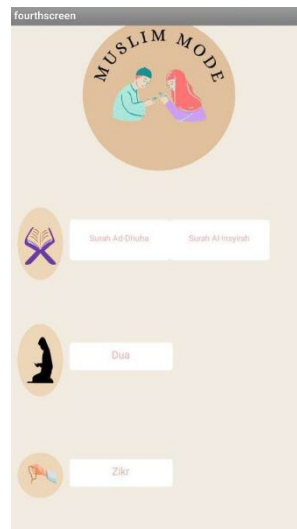 fourthscreen
MUSLIM MODE
Surah Ad-Dhuha Surah Al-Insyirah
Dua
Zikr